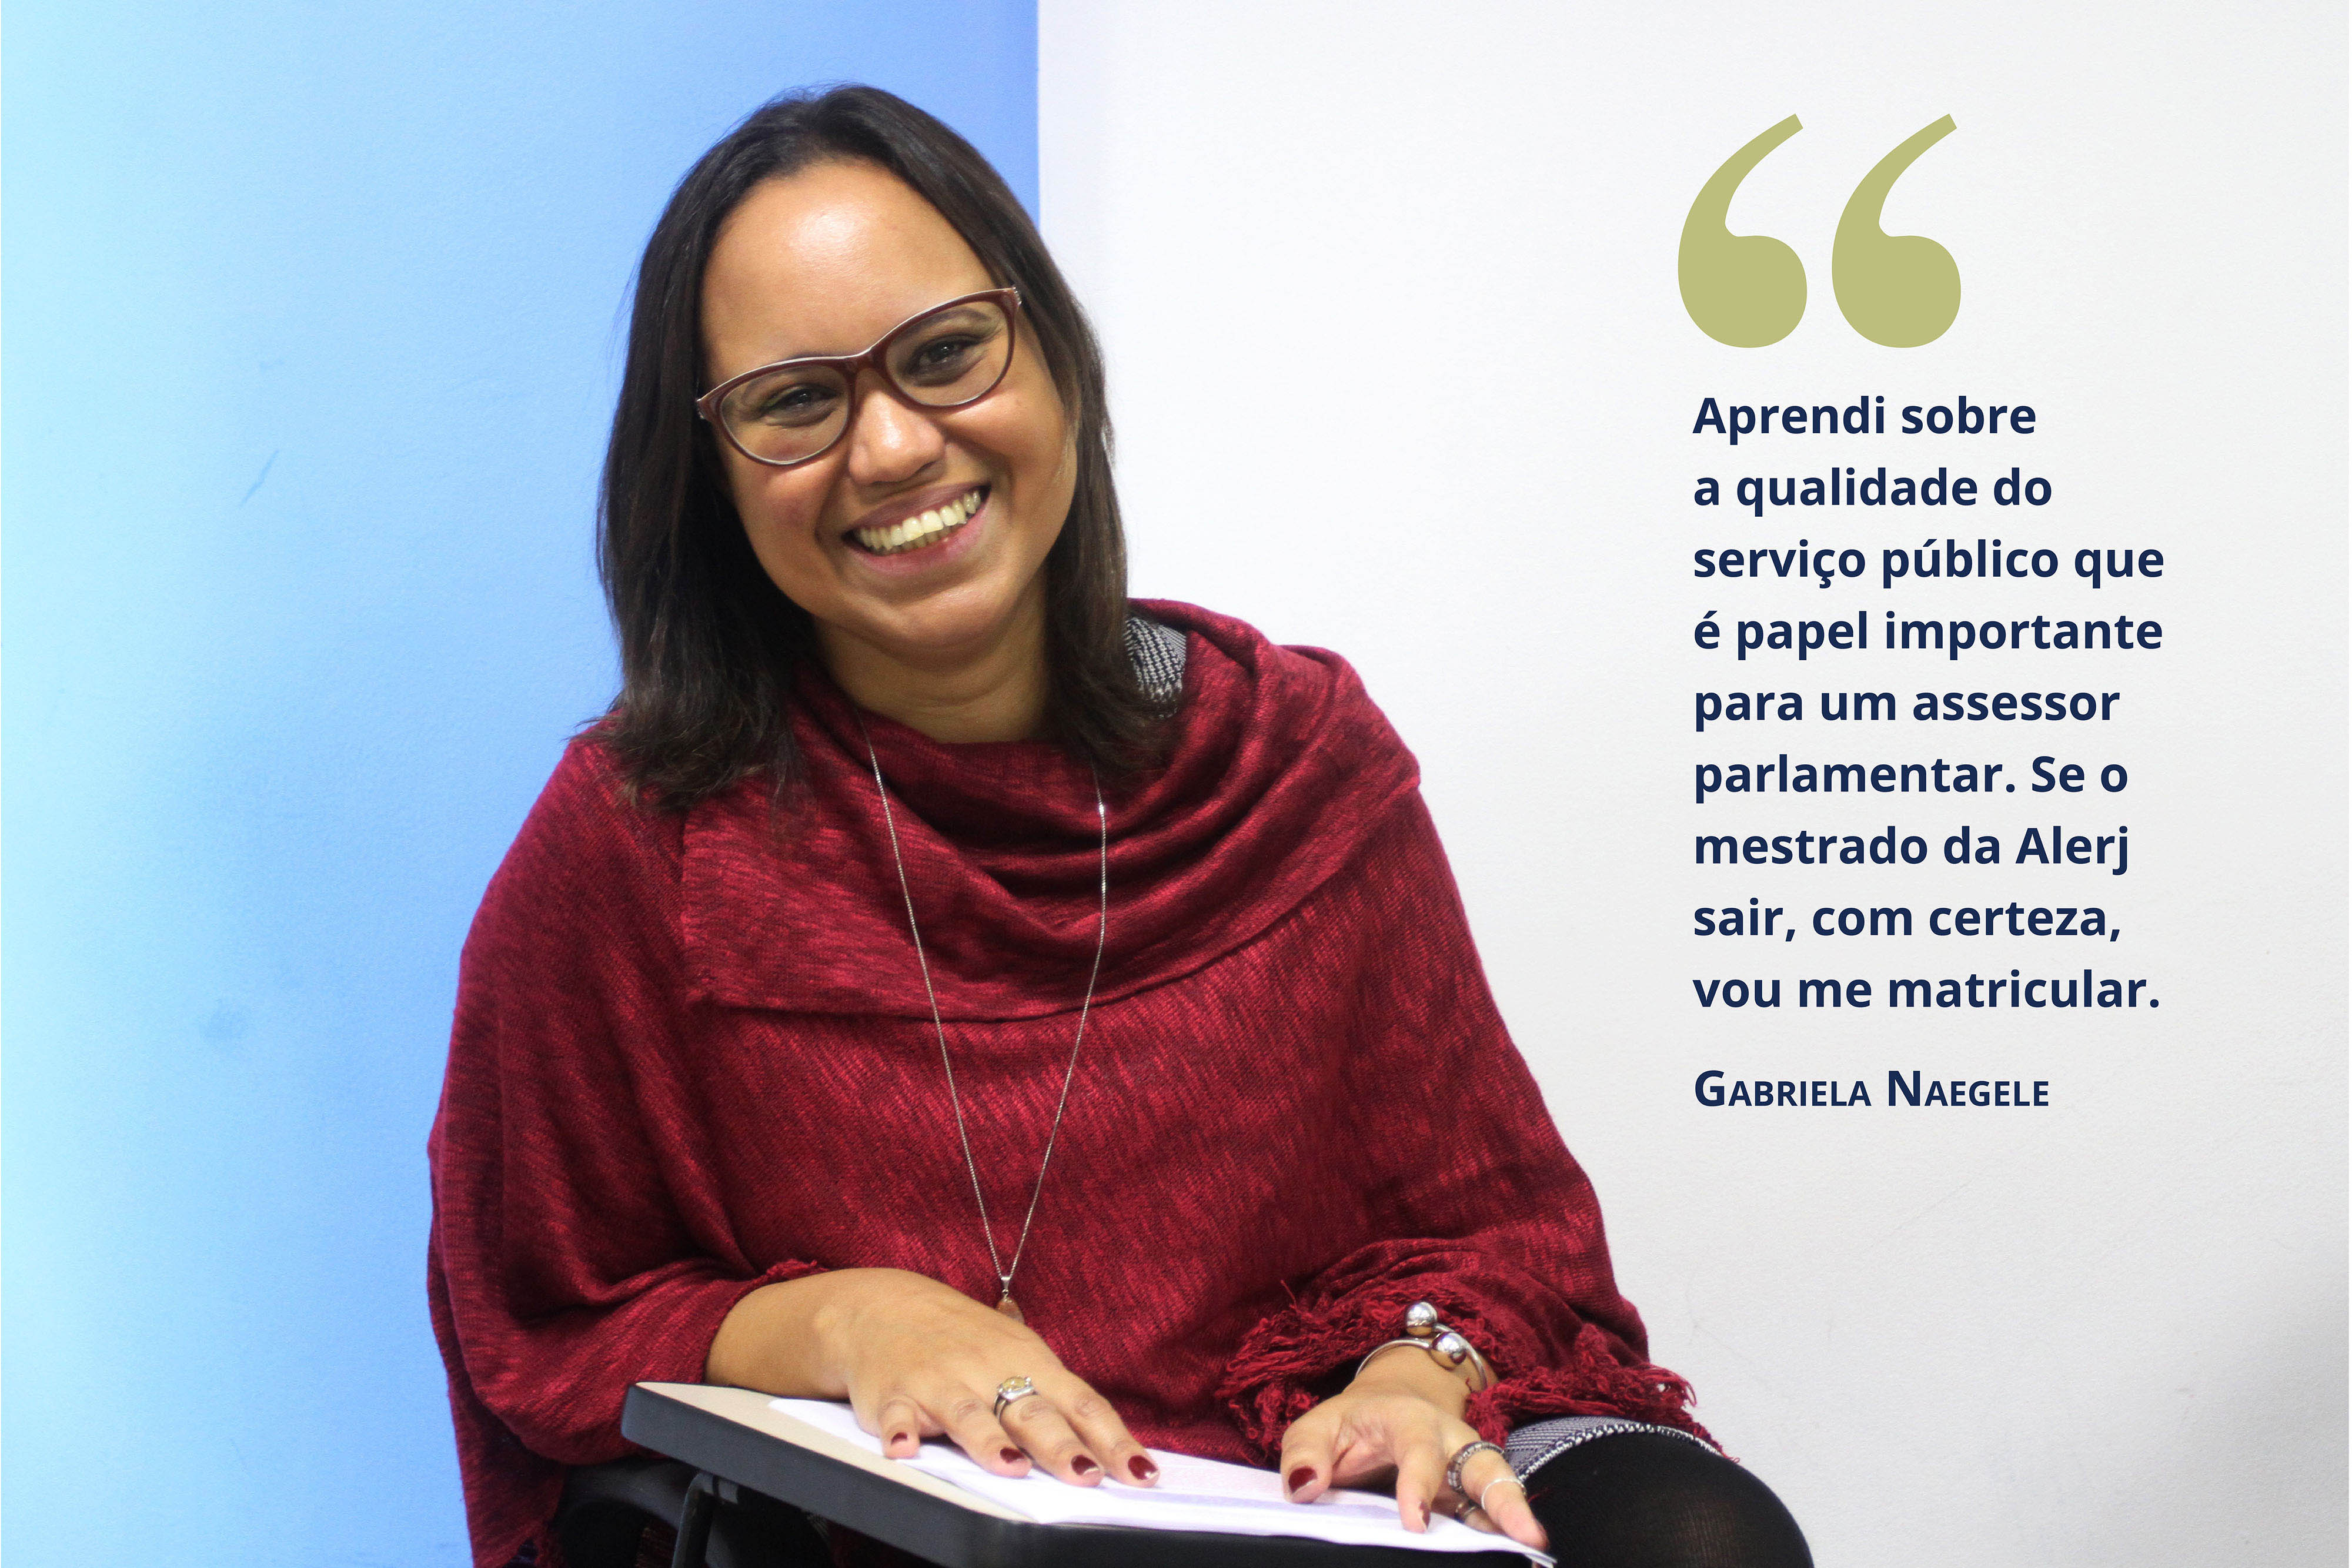 “
Aprendi sobre
a qualidade do
serviço público que
é papel importante
para um assessor
parlamentar. Se o
mestrado da Alerj
sair, com certeza,
vou me matricular.
Gabriela Naegele